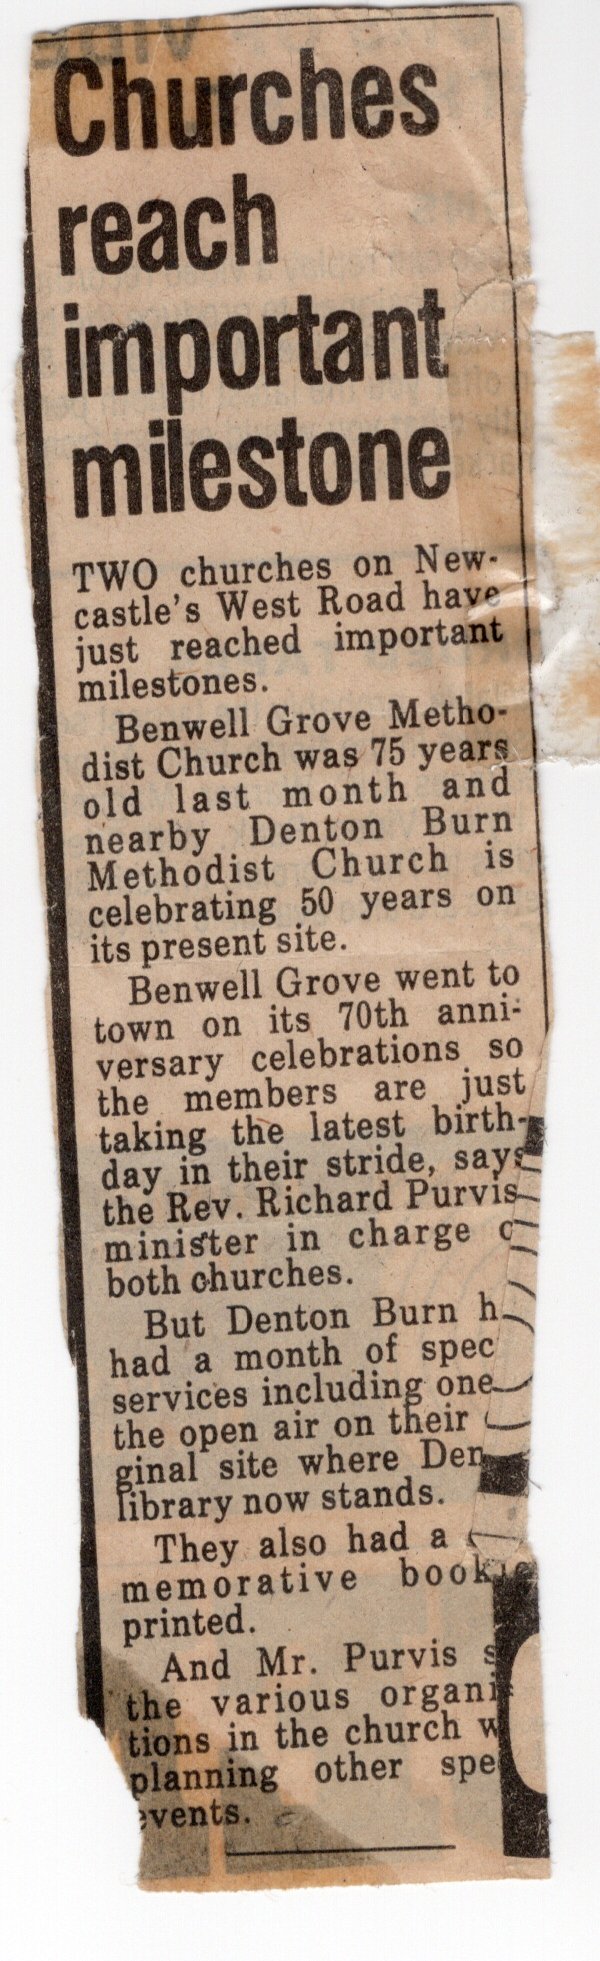 Churches
reach
important
milestone
TWO churches on New-
castle's West Road have
just reached important
milestones.
Benwell Grove Metho-
dist Church was 75 years
old last month and
nearby Denton Burn
Methodist Church is
celebrating 50 years on
its present site.
Benwell Grove went to
town on its 70th anni-
versary celebrations so
the members are just
taking the latest birth-
day in their stride, says
the Rev. Richard Purvis
minister in charge
both churches.
But Denton Burn
had a month of
services including one
the open air on their
ginal site where
library now stands.
They also had a
memorative
printed.
And Mr. Purvis
the various
tions in the church
planning other
events.